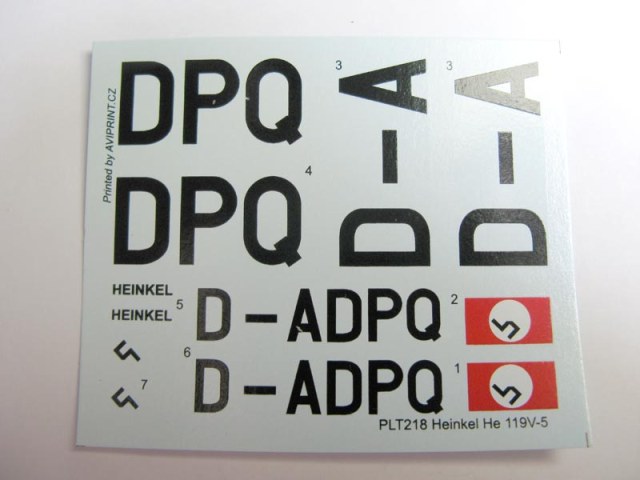 Printed by AVIPRINT.CZ
DPQ
3
D-A
3
D-A
DPQ
4
HEINKEL
HEINKEL
5
D-ADPQ
2
6
D-ADPQ
1
7
PLT218 Heinkel He 119V-5